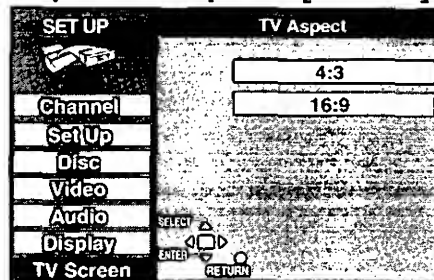 SET UP
TV Aspect
4:3
16:9
Channel
Set Up
Disc
Video
Audio
Display
TV Screen
SELECT
ENTER
RETURN